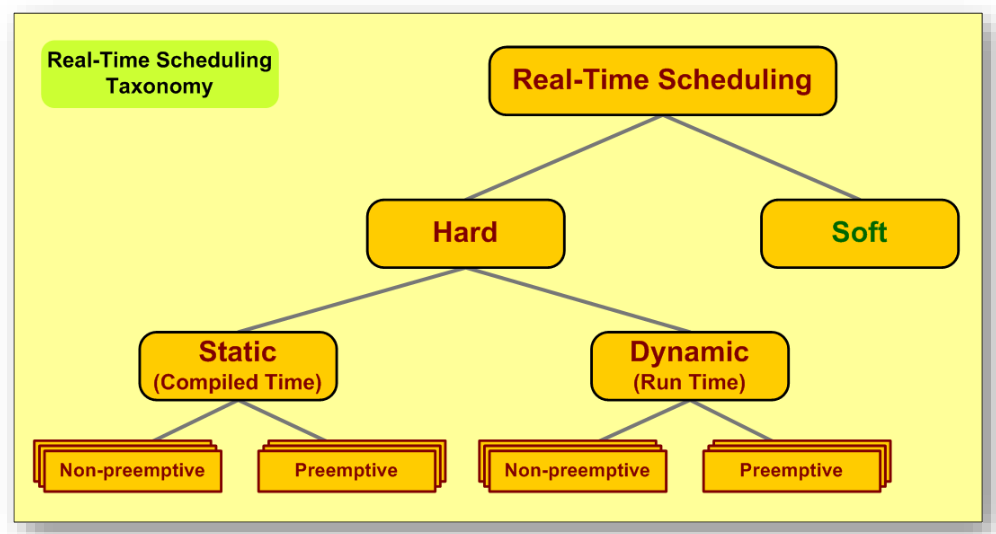 Real-Time Scheduling
Taxonomy
Real-Time Scheduling
Hard
Soft
Static
(Compiled Time)
Dynamic
(Run Time)
Non-preemptive
Preemptive
Non-preemptive
Preemptive